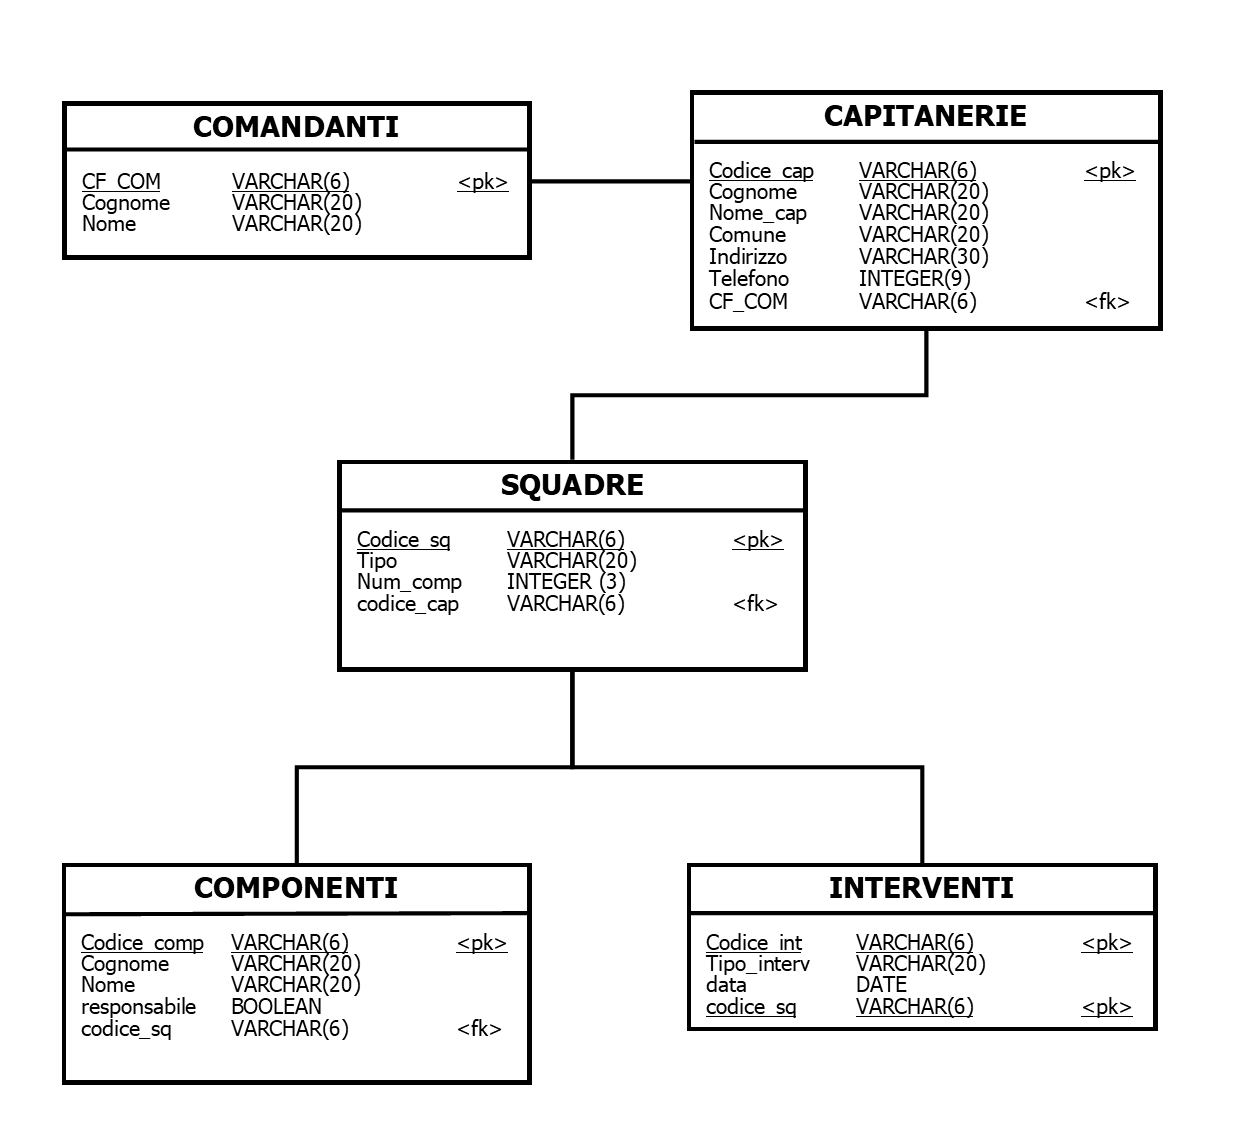 COMANDANTI
CF_COM VARCHAR(6) <pk>
Cognome VARCHAR(20)
Nome VARCHAR(20)
CAPITANERIE
Codice_cap VARCHAR(6) <pk>
Cognome VARCHAR(20)
Nome_cap VARCHAR(20)
Comune VARCHAR(20)
Indirizzo VARCHAR(30)
Telefono INTEGER(9)
CF_COM VARCHAR(6) <fk>
SQUADRE
Codice_sq VARCHAR(6) <pk>
Tipo VARCHAR(20)
Num_comp INTEGER (3)
codice_cap VARCHAR(6) <fk>
COMPONENTI
Codice_comp VARCHAR(6) <pk>
Cognome VARCHAR(20)
Nome VARCHAR(20)
responsabile BOOLEAN
codice_sq VARCHAR(6) <fk>
INTERVENTI
Codice_int VARCHAR(6) <pk>
Tipo_interv VARCHAR(20)
data DATE
codice_sq VARCHAR(6) <pk>